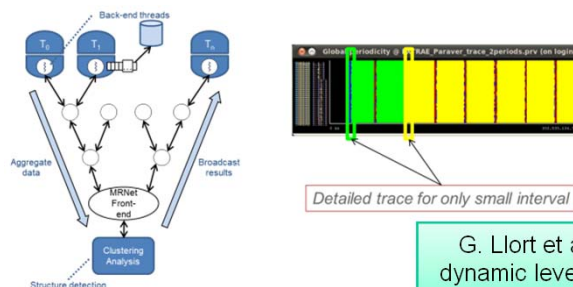 Back-end threads
T0
T1
Tn
Aggregate
data
Broadcast
results
MRNet
Front-
end
Clustering
Analysis
Structure detection
Global Periodicity @
Paraver_trace_2periods.prv (on login
Detailed trace for only small interval
G. Llort et a
dynamic leve